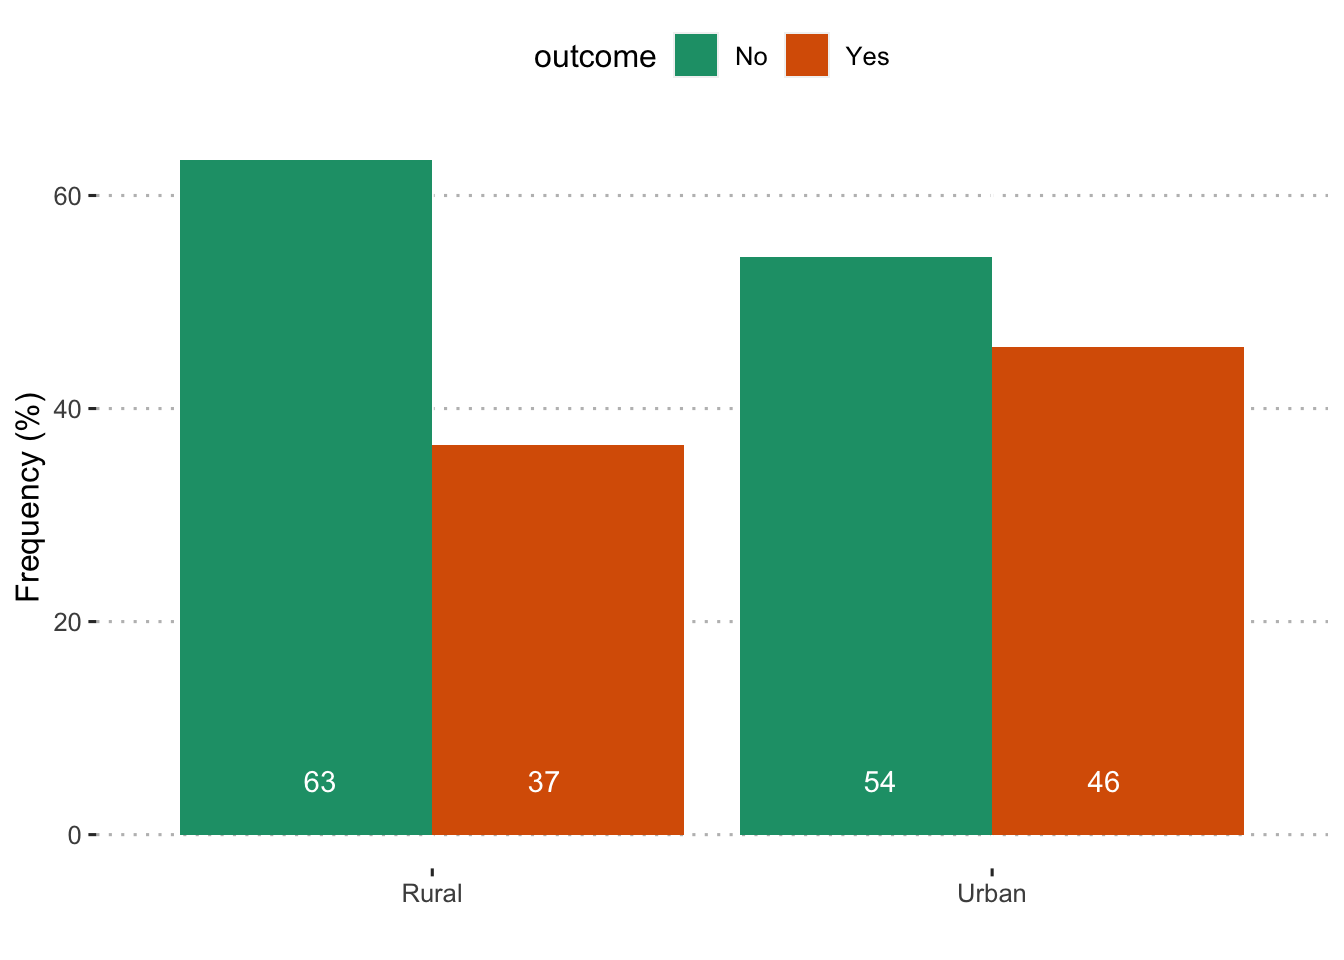 outcome No Yes
Frequency (%)
60
40
20
0
63 37 54 46
Rural Urban